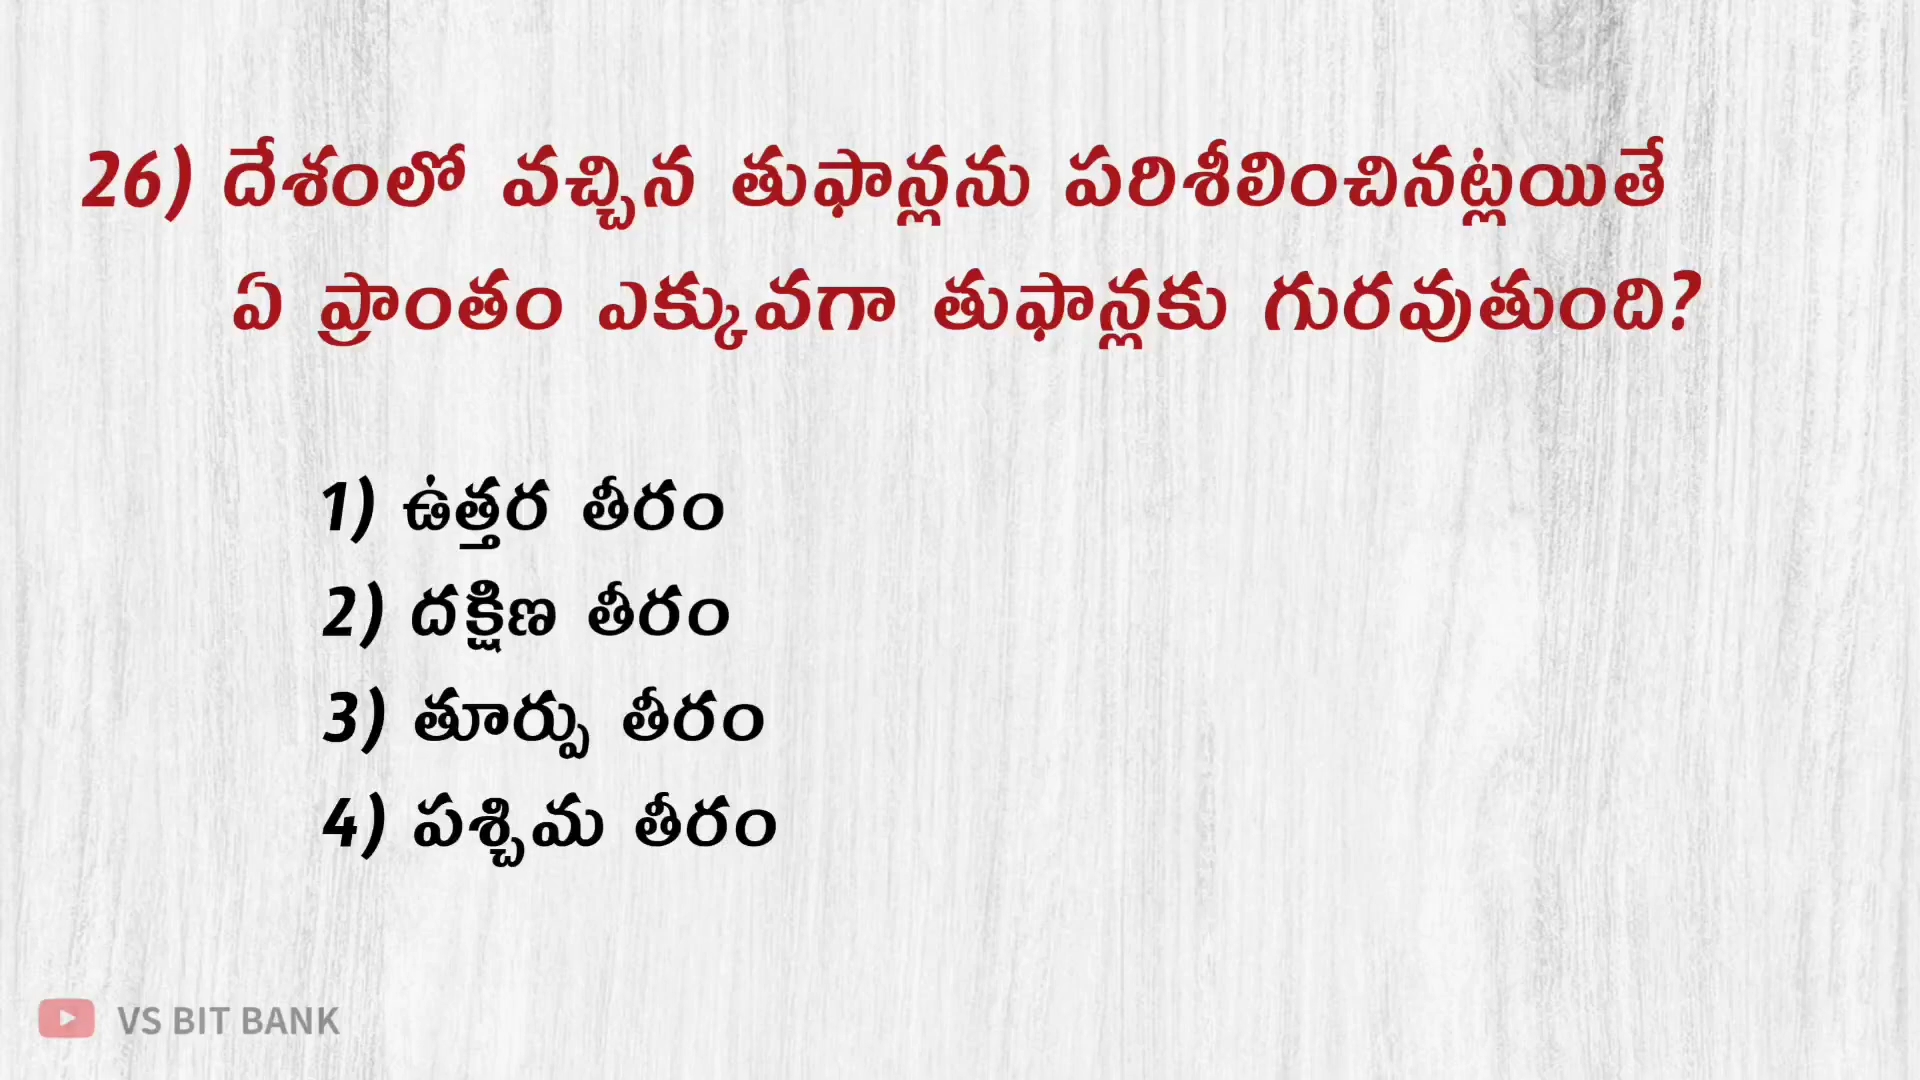 26) దేశంలో వచ్చిన తుఫాన్లను పరిశీలించినట్లయితే
ఏ ప్రాంతం ఎక్కువగా తుఫాన్లకు గురవుతుంది?
1) ఉత్తర తీరం
2) దక్షిణ తీరం
3) తూర్పు తీరం
4) పశ్చిమ తీరం
VS BIT BANK